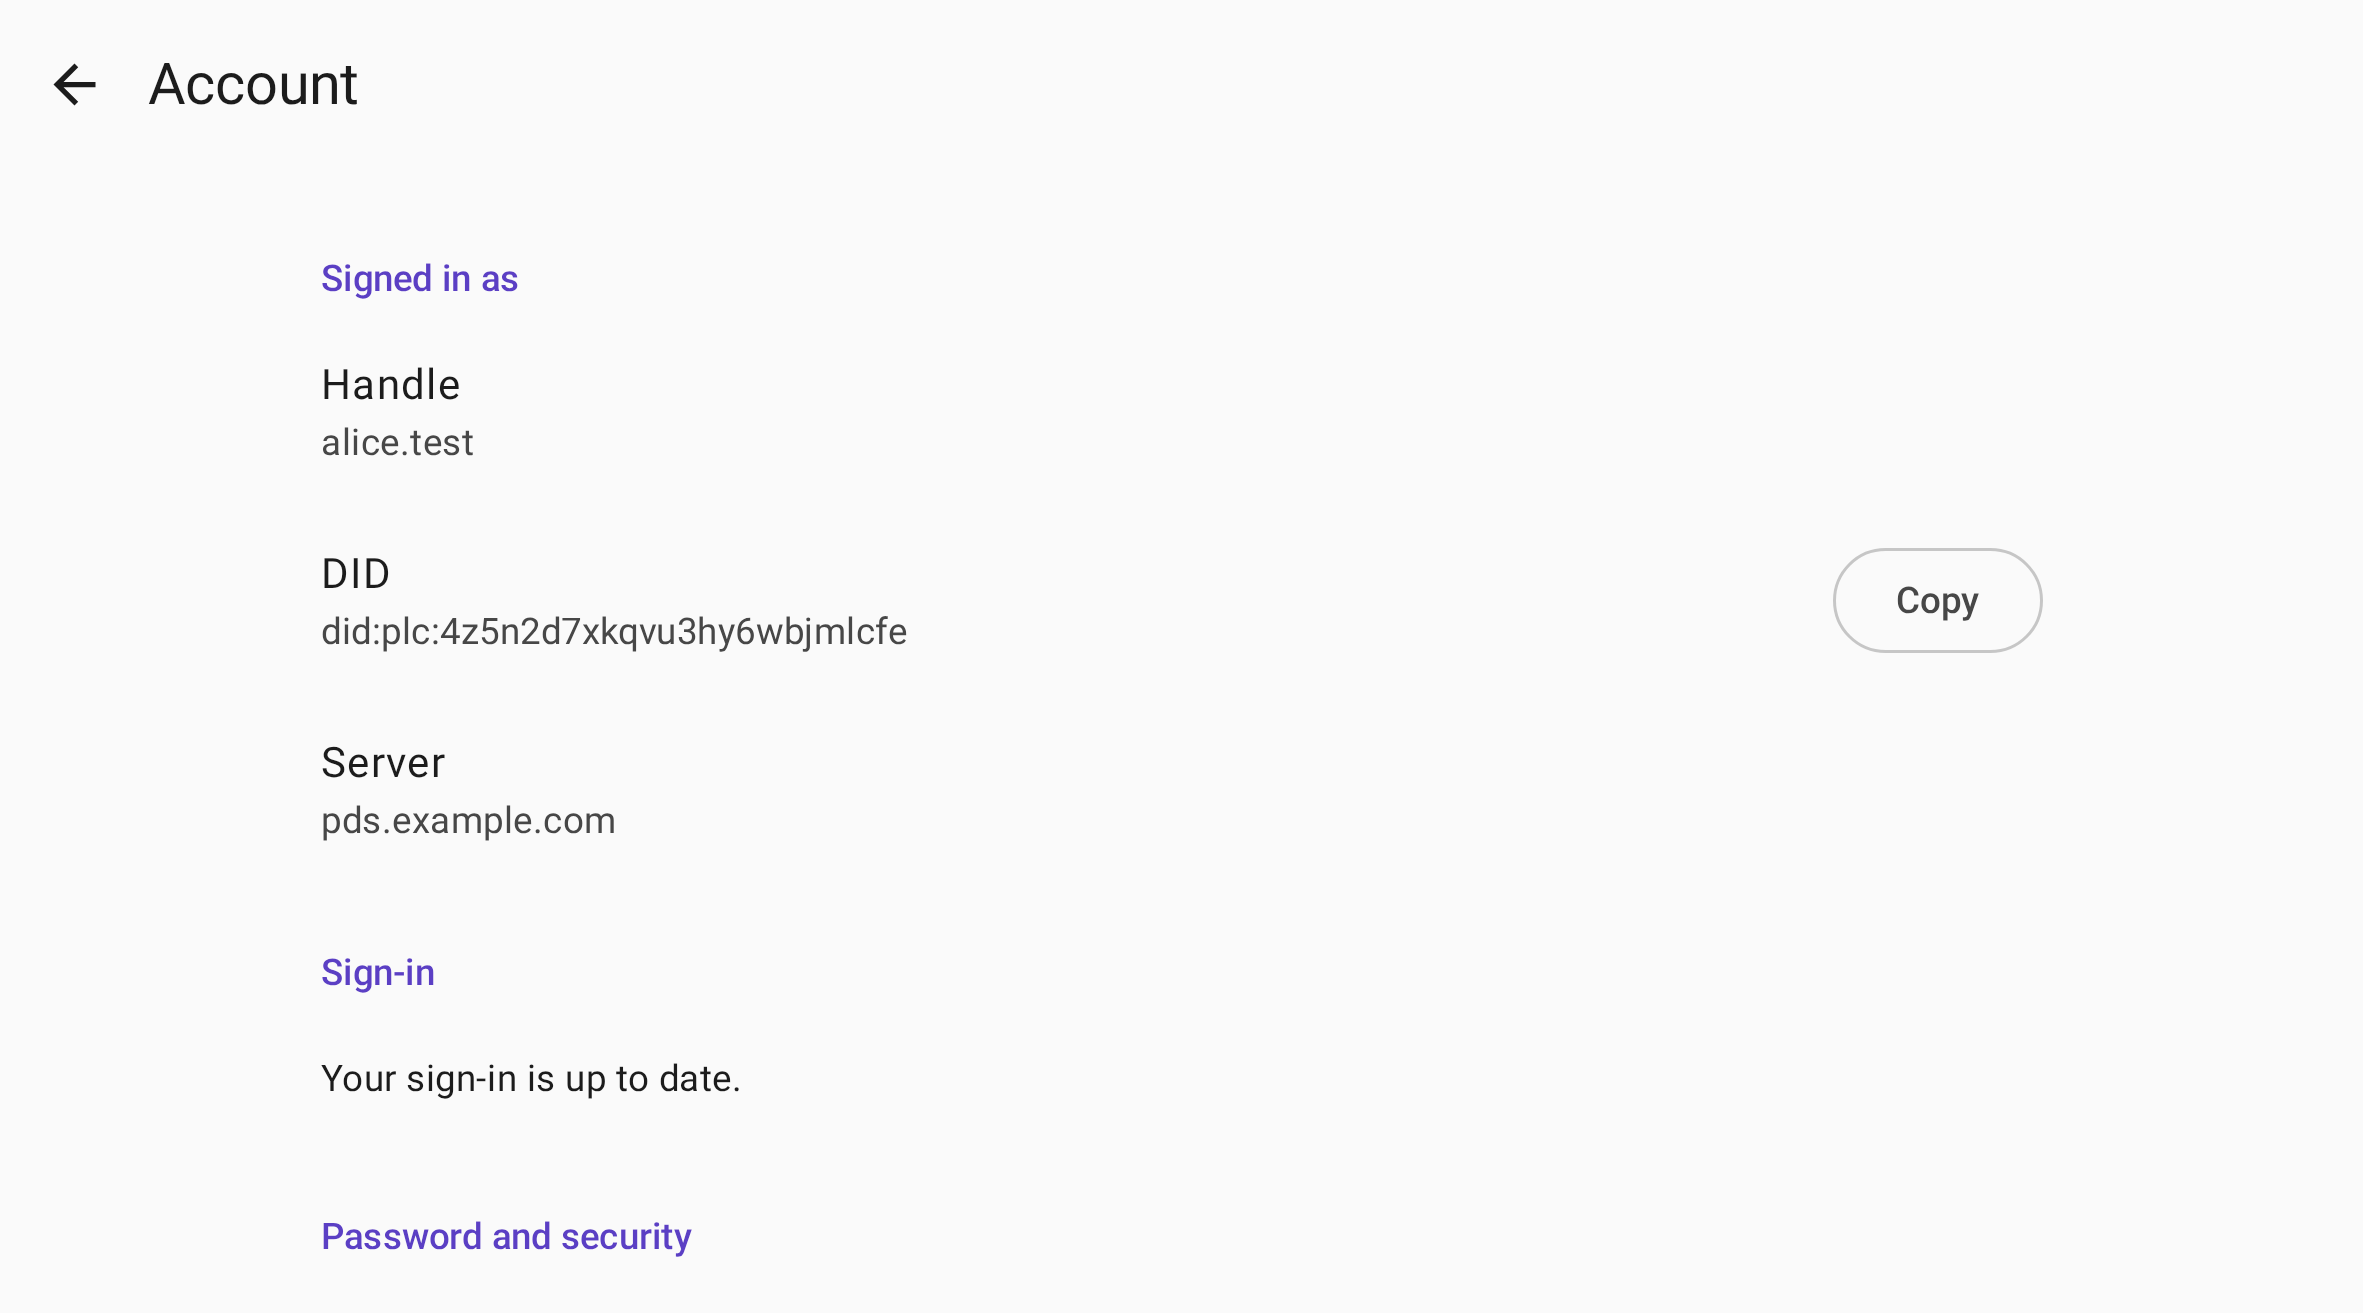 Account
Signed in as
Handle
alice.test
DID
did:plc:4z5n2d7xkqvu3hy6wbjmlcfe
Copy
Server
pds.example.com
Sign-in
Your sign-in is up to date.
Password and security